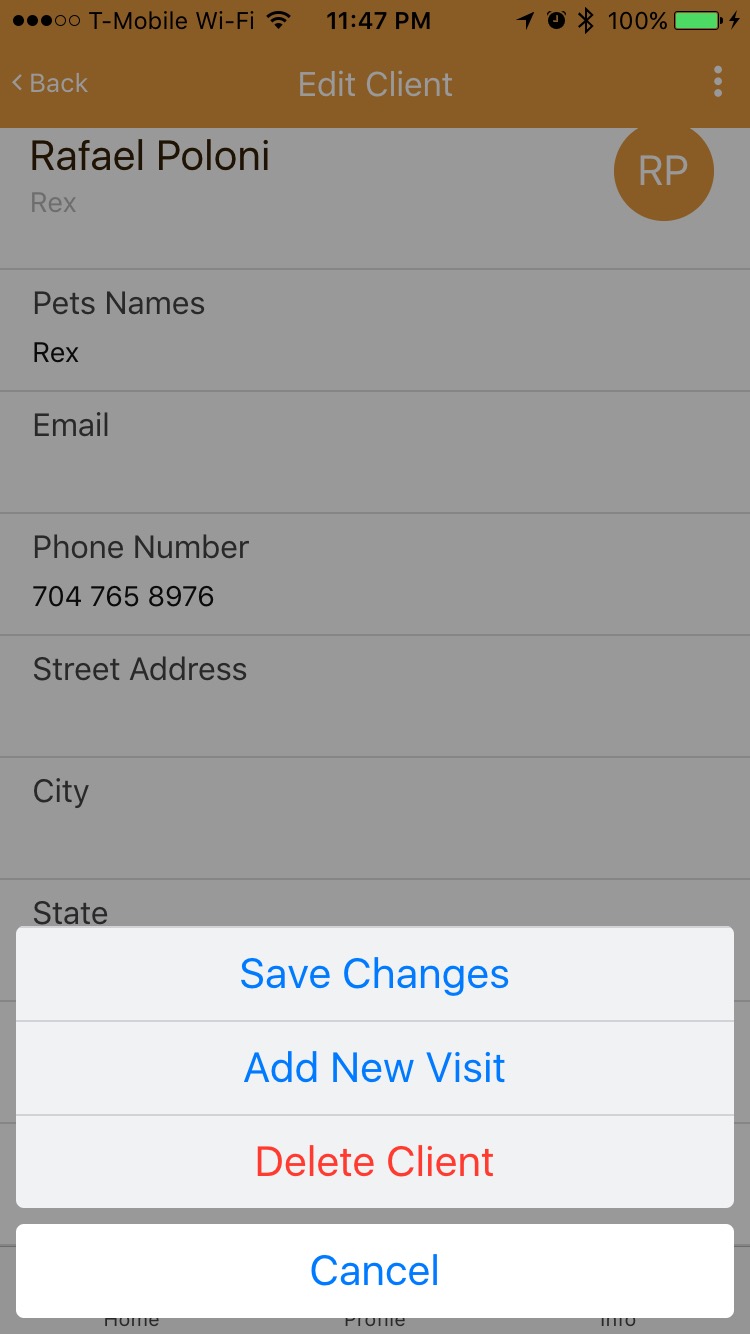 T-Mobile Wi-Fi 11:47 PM 100%
Back Edit Client
Rafael Poloni RP
Rex
Pets Names
Rex
Email
Phone Number
704 765 8976
Street Address
City
State
Save Changes
Add New Visit
Delete Client
Cancel
Home Profile Info